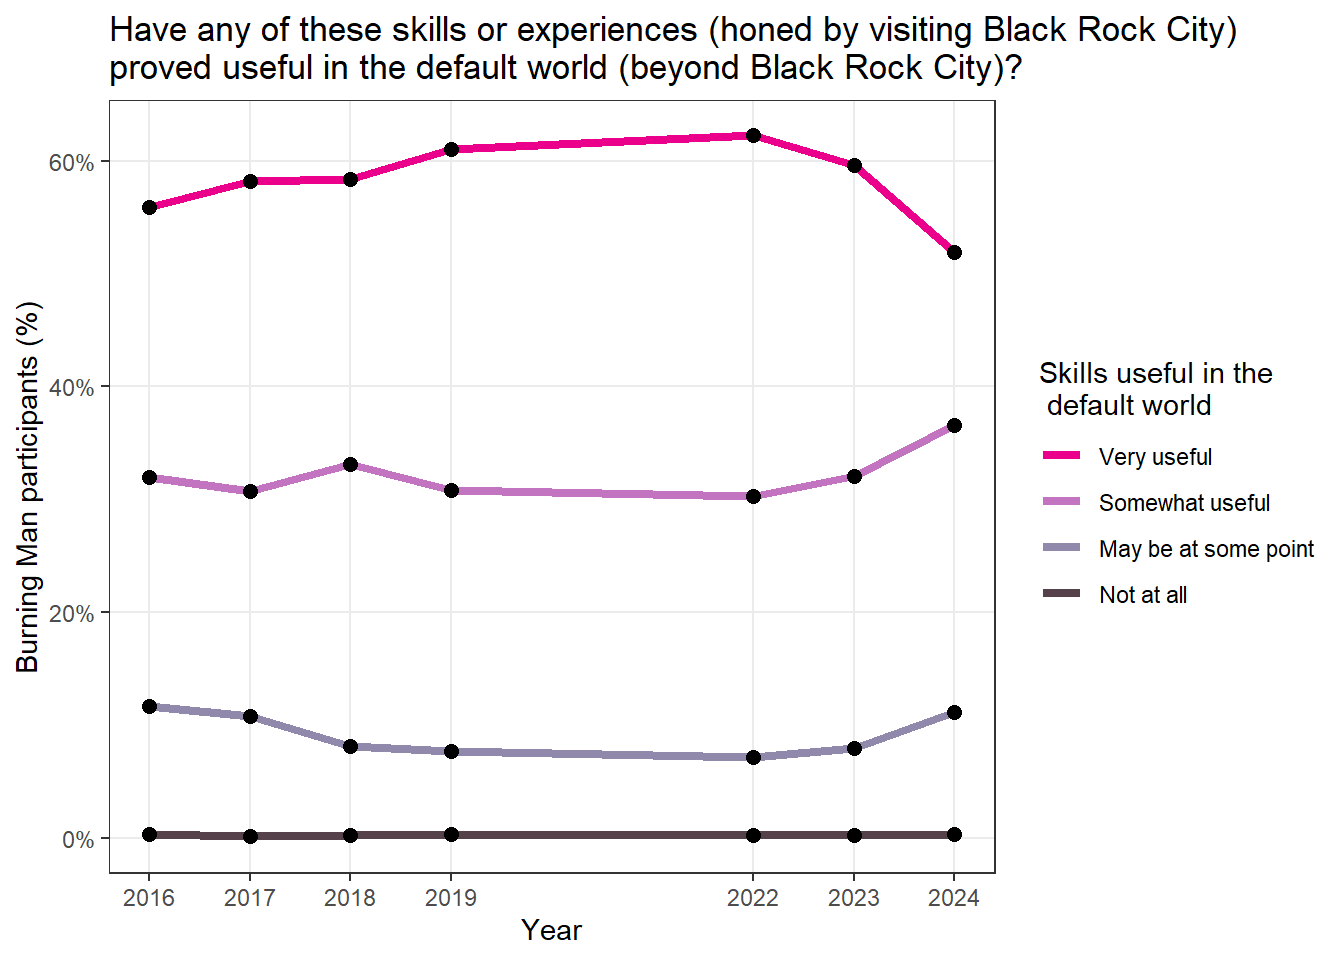 Have any of these skills or experiences (honed by visiting Black Rock City)
proved useful in the default world (beyond Black Rock City)?
Burning Man participants (%)
60%
40%
20%
0%
2016 2017 2018 2019 2022 2023 2024
Year
Skills useful in the
default world
Very useful
Somewhat useful
May be at some point
Not at all